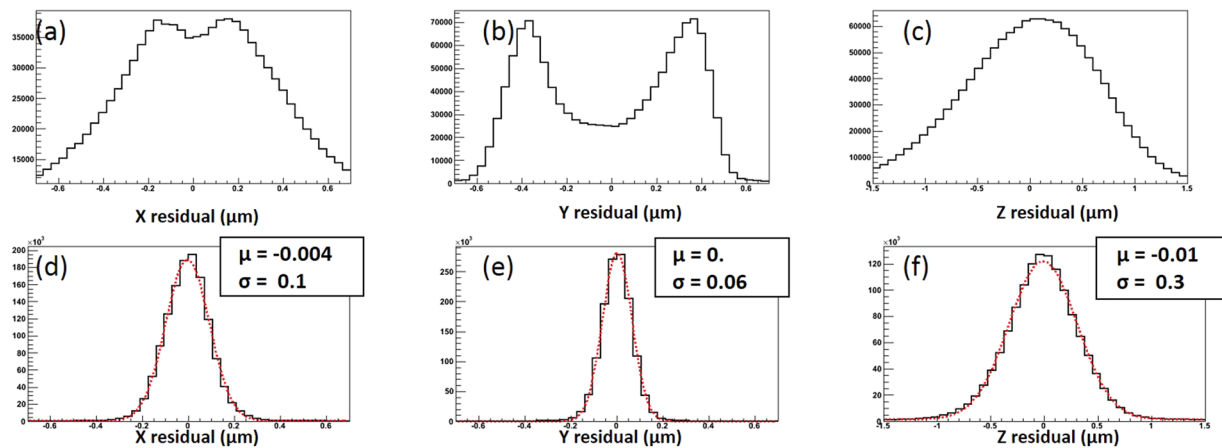 (a)
35000
30000
25000
20000
15000
-0.6 -0.4 -0.2 0 0.2 0.4 0.6
X residual (μm)
(b)
70000
60000
50000
40000
30000
20000
10000
0
-0.6 -0.4 -0.2 0 0.2 0.4 0.6
Y residual (μm)
(c)
60000
50000
40000
30000
20000
10000
0
-1.5 -1 -0.5 0 0.5 1 1.5
Z residual (μm)
(d)
×10³
200
180
160
140
120
100
80
60
40
20
0
μ = -0.004
σ = 0.1
-0.6 -0.4 -0.2 0 0.2 0.4 0.6
X residual (μm)
(e)
×10³
250
200
150
100
50
0
μ = 0.
σ = 0.06
-0.6 -0.4 -0.2 0 0.2 0.4 0.6
Y residual (μm)
(f)
×10³
120
100
80
60
40
20
0
μ = -0.01
σ = 0.3
-1.5 -1 -0.5 0 0.5 1 1.5
Z residual (μm)